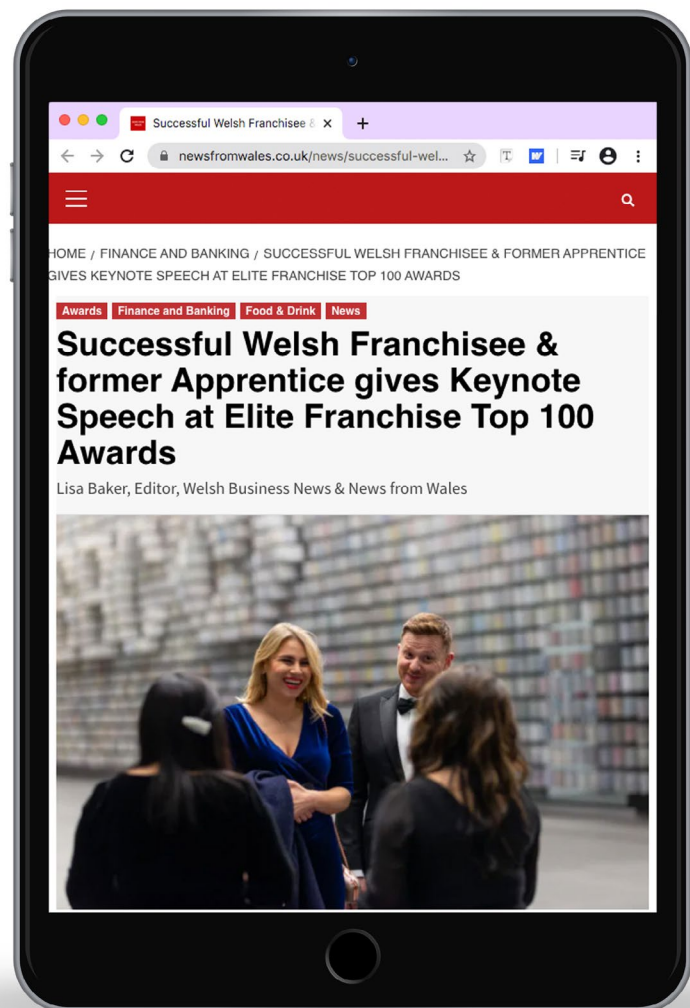 Successful Welsh Franchisee &
newsfromwales.co.uk/news/successful-wel...
HOME / FINANCE AND BANKING / SUCCESSFUL WELSH FRANCHISEE & FORMER APPRENTICE
GIVES KEYNOTE SPEECH AT ELITE FRANCHISE TOP 100 AWARDS
Awards Finance and Banking Food & Drink News
Successful Welsh Franchisee &
former Apprentice gives Keynote
Speech at Elite Franchise Top 100
Awards
Lisa Baker, Editor, Welsh Business News & News from Wales